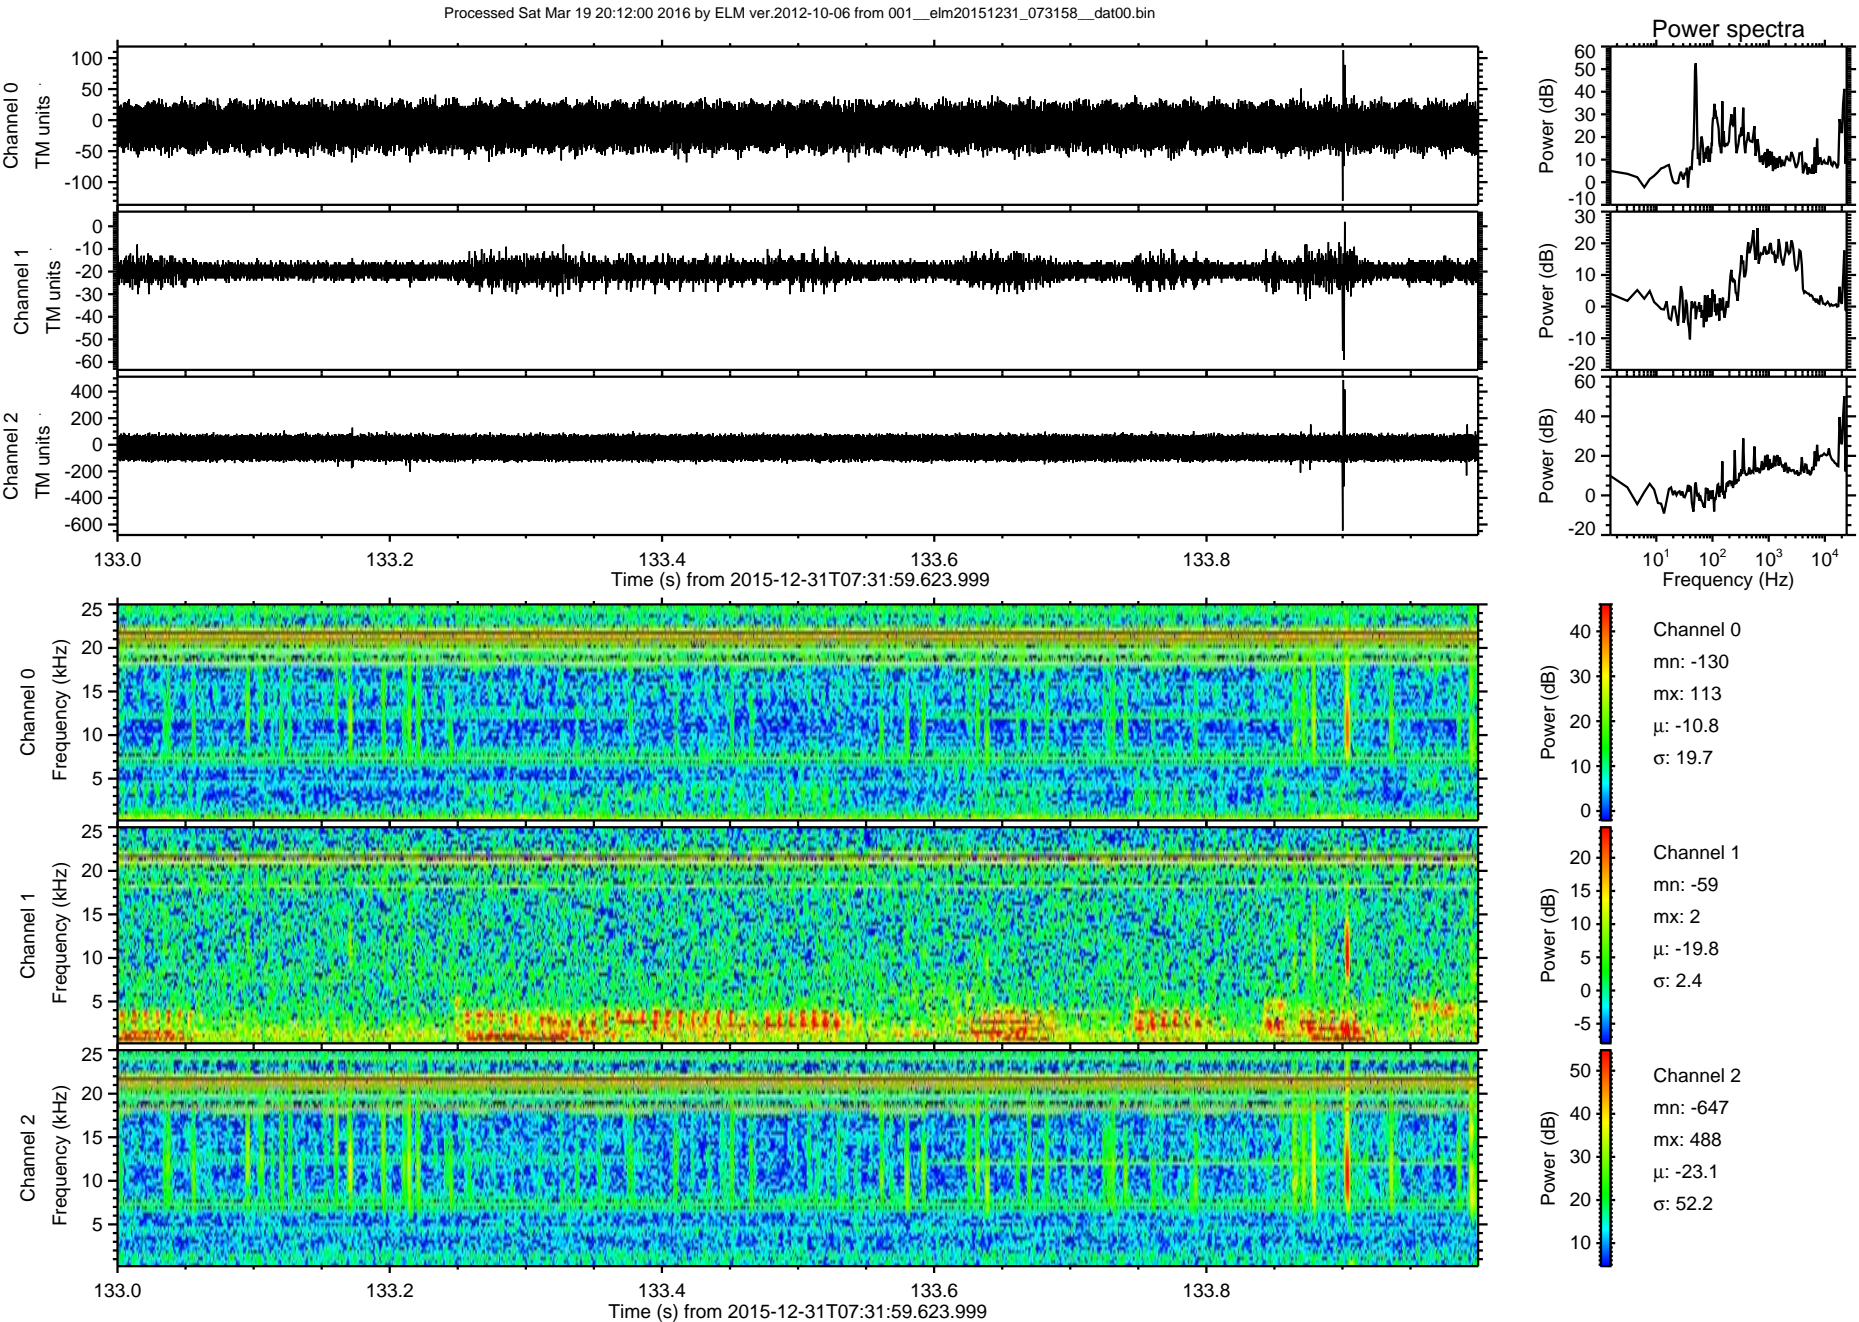 Processed Sat Mar 19 20:12:00 2016 by ELM ver.2012-10-06 from 001__elm20151231_073158__dat00.bin
Power spectra
Channel 0
TM units
100
50
0
-50
-100
Power (dB)
60
50
40
30
20
10
0
-10
Channel 1
TM units
0
-10
-20
-30
-40
-50
-60
Power (dB)
30
20
10
0
-10
-20
Channel 2
TM units
400
200
0
-200
-400
-600
Power (dB)
60
40
20
0
-20
133.0 133.2 133.4 133.6 133.8
Time (s) from 2015-12-31T07:31:59.623.999
10^1 10^2 10^3 10^4
Frequency (Hz)
Channel 0
Frequency (kHz)
25
20
15
10
5
Power (dB)
40
30
20
10
0
Channel 0
mn: -130
mx: 113
μ: -10.8
σ: 19.7
Channel 1
Frequency (kHz)
25
20
15
10
5
Power (dB)
20
15
10
5
0
-5
Channel 1
mn: -59
mx: 2
μ: -19.8
σ: 2.4
Channel 2
Frequency (kHz)
25
20
15
10
5
Power (dB)
50
40
30
20
10
Channel 2
mn: -647
mx: 488
μ: -23.1
σ: 52.2
133.0 133.2 133.4 133.6 133.8
Time (s) from 2015-12-31T07:31:59.623.999